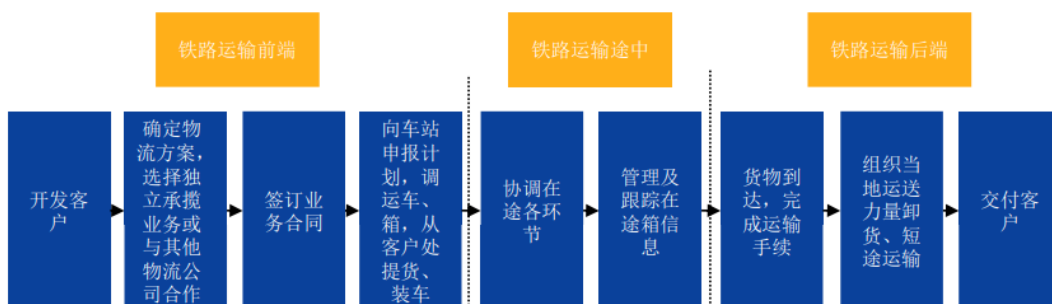 铁路运输前端
铁路运输途中
铁路运输后端
开发客
户
确定物
流方案，
选择独
立承揽
业务或
与其他
物流公
司合作
签订业
务合同
向车站
申报计
划，调
运车、
箱，从
客户处
提货、
装车
协调在
途各环
节
管理及
跟踪在
途箱信
息
货物到
达，完
成运输
手续
组织当
地运送
力量卸
货、短
途运输
交付客
户